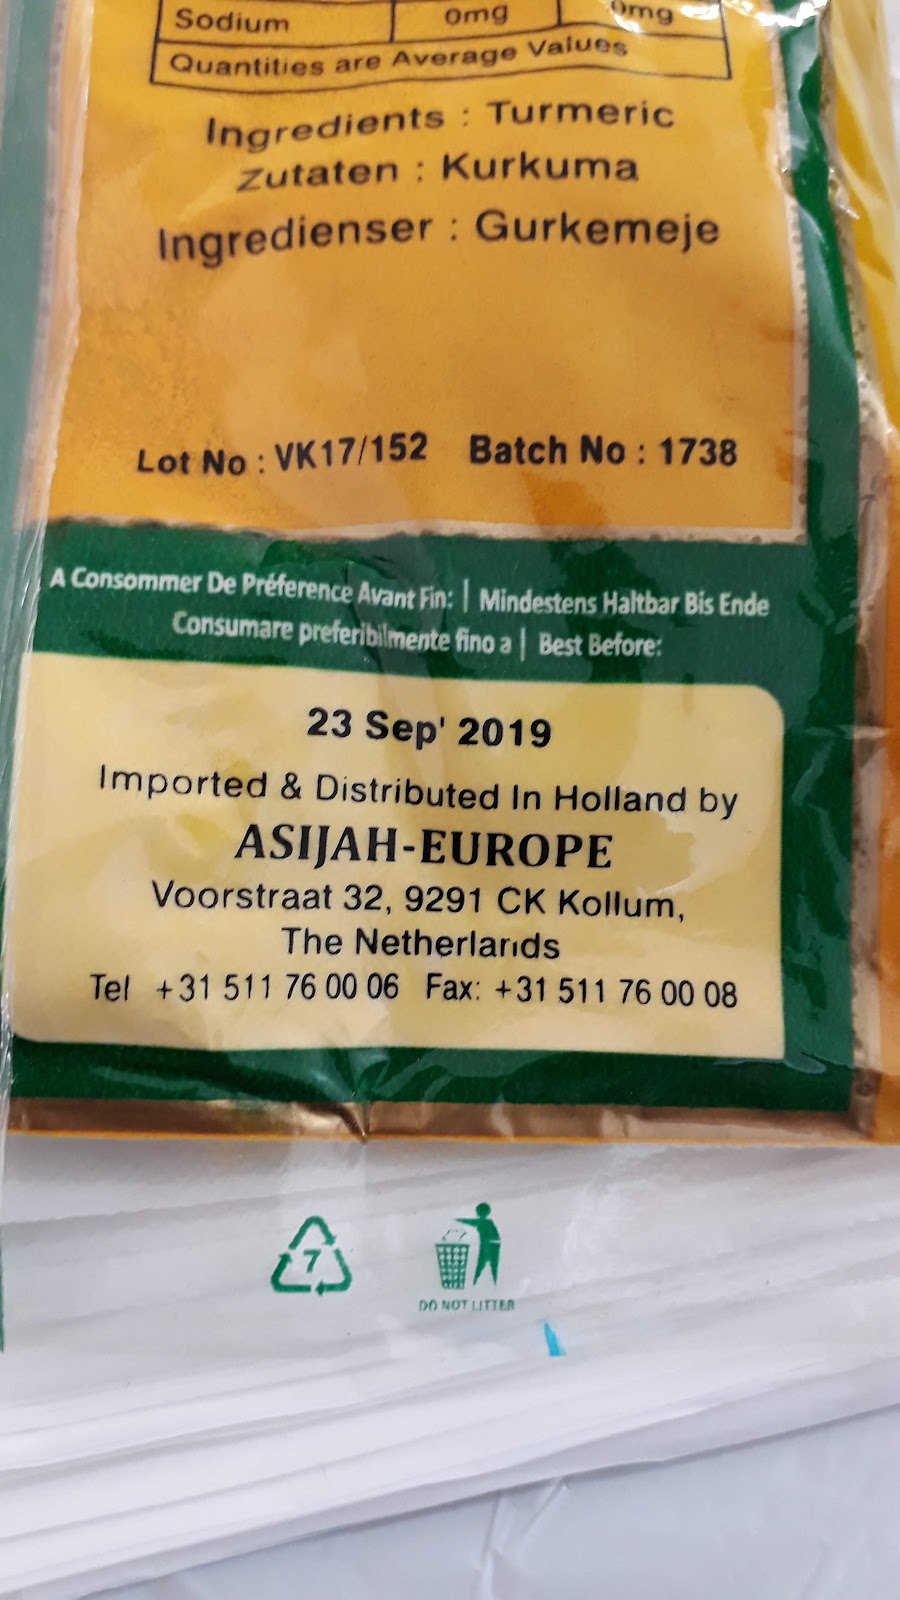 Sodium 0mg 0mg
Quantities are Average Values
Ingredients : Turmeric
Zutaten : Kurkuma
Ingredienser : Gurkemeje
Lot No : VK17/152 Batch No : 1738
A Consommer De Préference Avant Fin: | Mindestens Haltbar Bis Ende
Consumare preferibilmente fino a | Best Before:
23 Sep' 2019
Imported & Distributed In Holland by
ASIJAH-EUROPE
Voorstraat 32, 9291 CK Kollum,
The Netherlands
Tel +31 511 76 00 06 Fax: +31 511 76 00 08
7
DO NOT LITTER